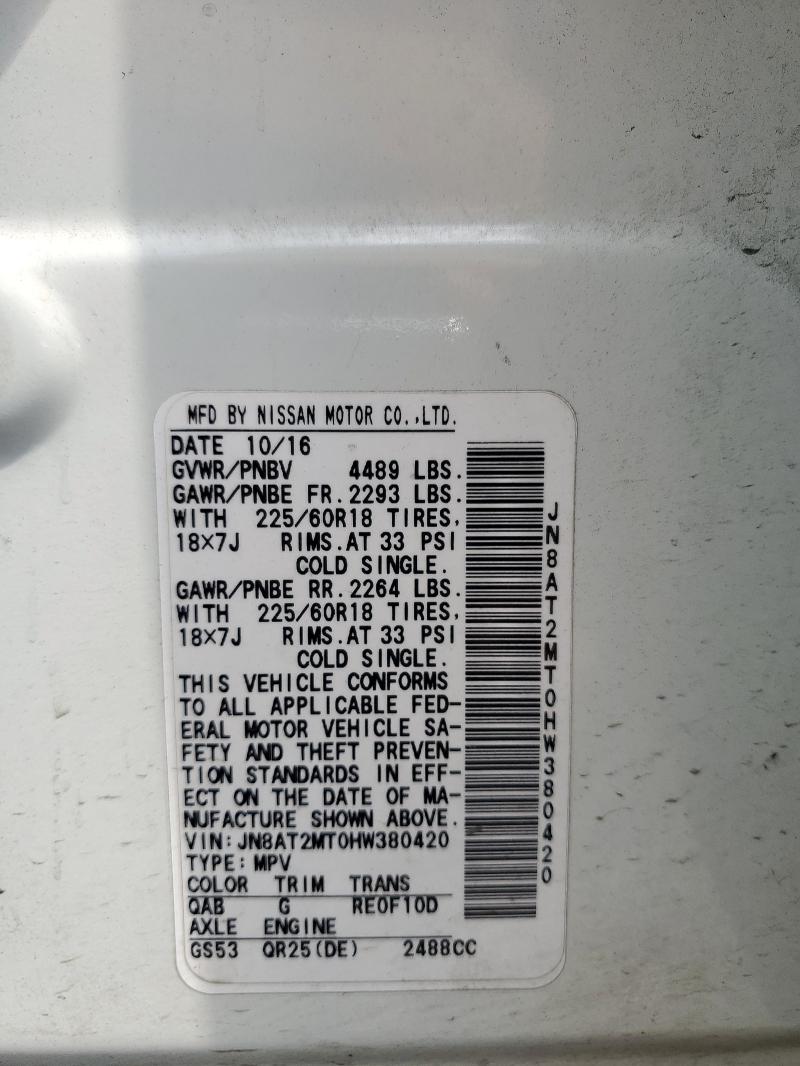 MFD BY NISSAN MOTOR CO.,LTD.
DATE 10/16
GVWR/PNBV 4489 LBS.
GAWR/PNBE FR.2293 LBS.
WITH 225/60R18 TIRES,
18X7J RIMS.AT 33 PSI
COLD SINGLE.
GAWR/PNBE RR.2264 LBS.
WITH 225/60R18 TIRES,
18X7J RIMS.AT 33 PSI
COLD SINGLE.
THIS VEHICLE CONFORMS
TO ALL APPLICABLE FED-
ERAL MOTOR VEHICLE SA-
FETY AND THEFT PREVEN-
TION STANDARDS IN EFF-
ECT ON THE DATE OF MA-
NUFACTURE SHOWN ABOVE.
VIN:JN8AT2MT0HW380420
TYPE:MPV
COLOR TRIM TRANS
QAB G RE0F10D
AXLE ENGINE
GS53 QR25(DE) 2488CC
JN8AT2MT0HW380420